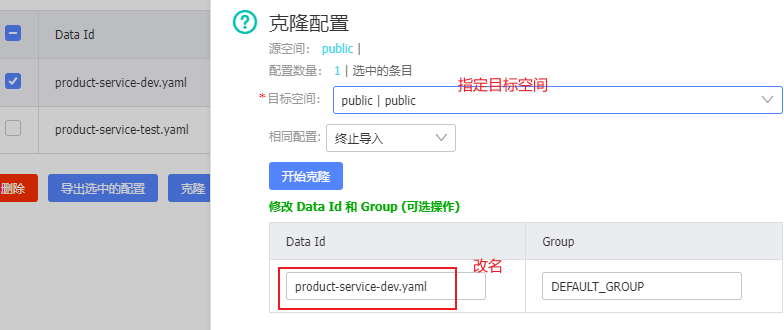 Data Id
product-service-dev.yaml
product-service-test.yaml
删除
导出选中的配置
克隆
克隆配置
源空间： public |
配置数量： 1 | 选中的条目
指定目标空间
*目标空间： public | public
相同配置: 终止导入
开始克隆
修改 Data Id 和 Group (可选操作)
Data Id
Group
改名
product-service-dev.yaml
DEFAULT_GROUP